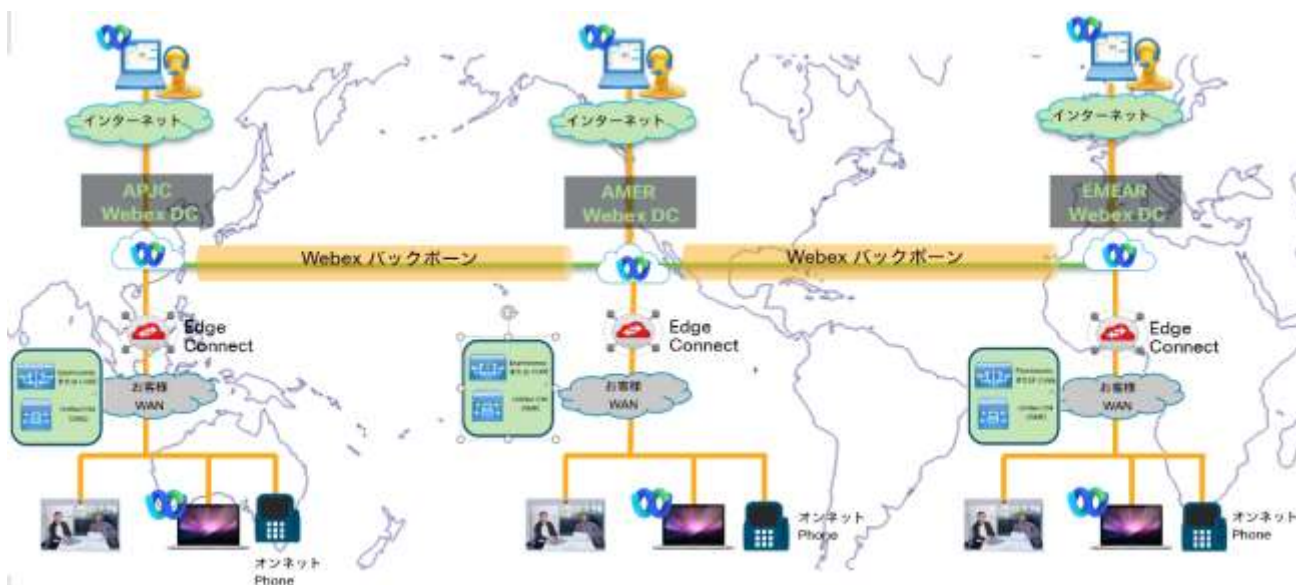 インターネット
インターネット
インターネット
APJC
Webex DC
AMER
Webex DC
EMEAR
Webex DC
Webex バックボーン
Webex バックボーン
Edge
Connect
Edge
Connect
Edge
Connect
お客様
WAN
お客様
WAN
お客様
WAN
オンネット
Phone
オンネット
Phone
オンネット
Phone